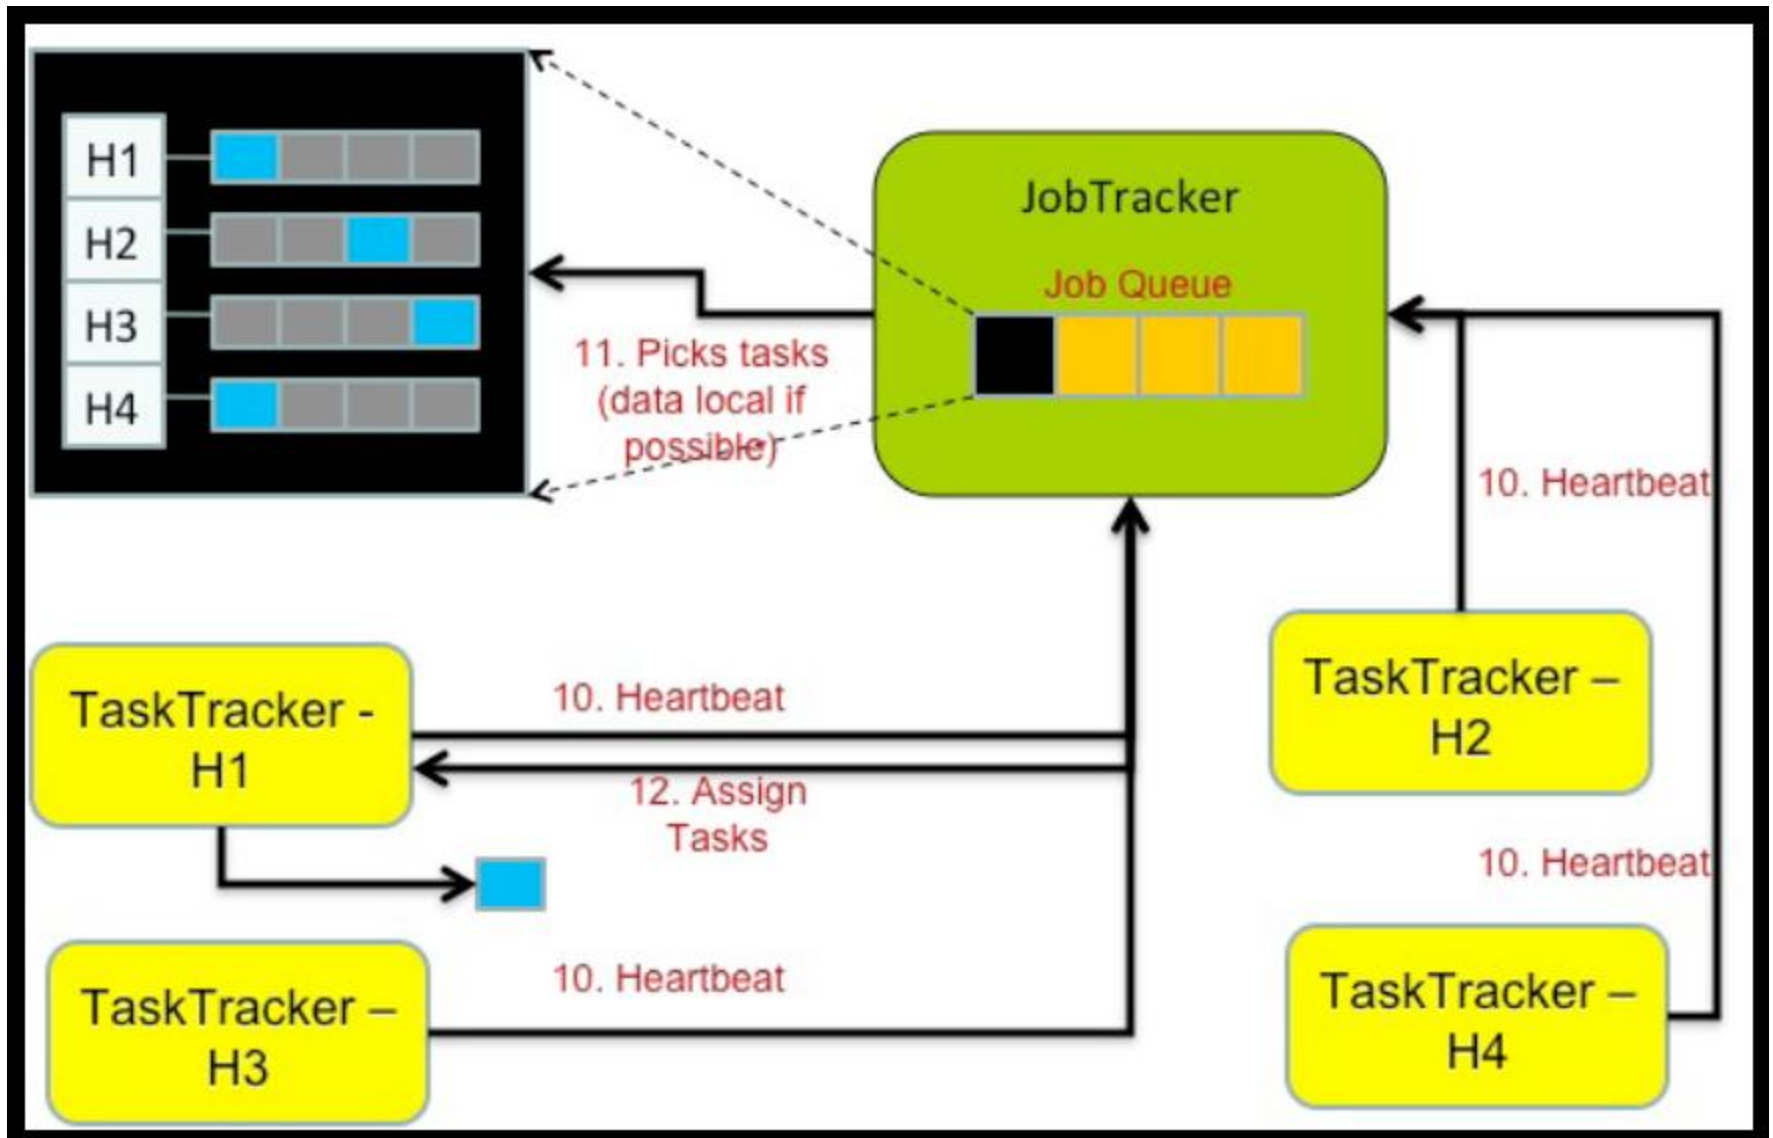 H1
H2
H3
H4
JobTracker
Job Queue
11. Picks tasks
(data local if
possible)
10. Heartbeat
TaskTracker -
H1
10. Heartbeat
12. Assign
Tasks
TaskTracker –
H2
10. Heartbeat
TaskTracker –
H3
10. Heartbeat
TaskTracker –
H4